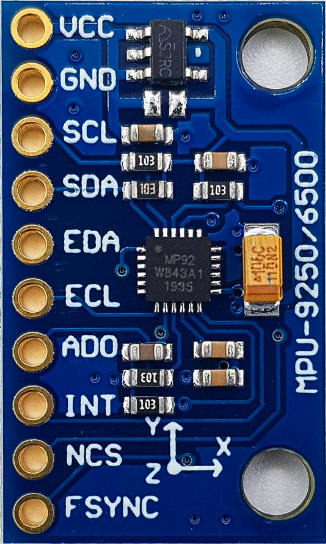 VCC
GND
SCL
103
SDA
103
103
EDA
MP92
W843A1
1935
ECL
MPU-9250/6500
ADO
103
INT
103
Y
X
Z
NCS
FSYNC